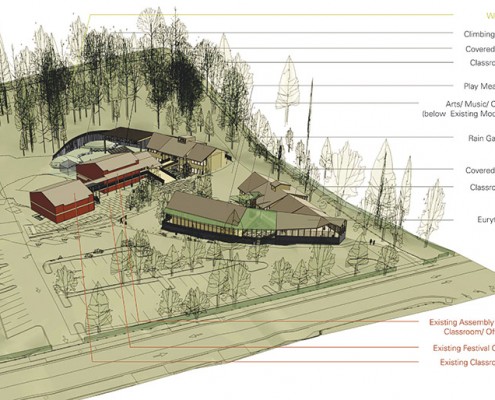 W
Climbing
Covered
Classro
Play Mea
Arts/ Music/ C
(below Existing Mod
Rain Ga
Covered
Classro
Euryt
Existing Assembly
Classroom/ Of
Existing Festival C
Existing Classro